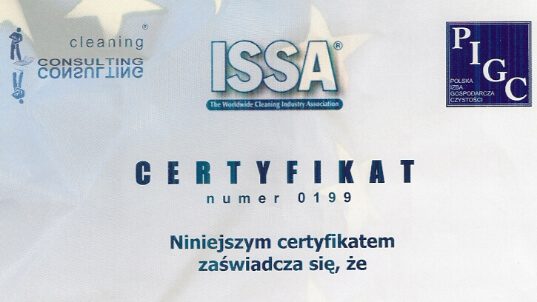 cleaning ®
CONSULTING
CONSULTING
ISSA®
The Worldwide Cleaning Industry Association
PIGC
POLSKA
IZBA
GOSPODARCZA
CZYSTOŚCI
CERTYFIKAT
numer 0199
Niniejszym certyfikatem
zaświadcza się, że